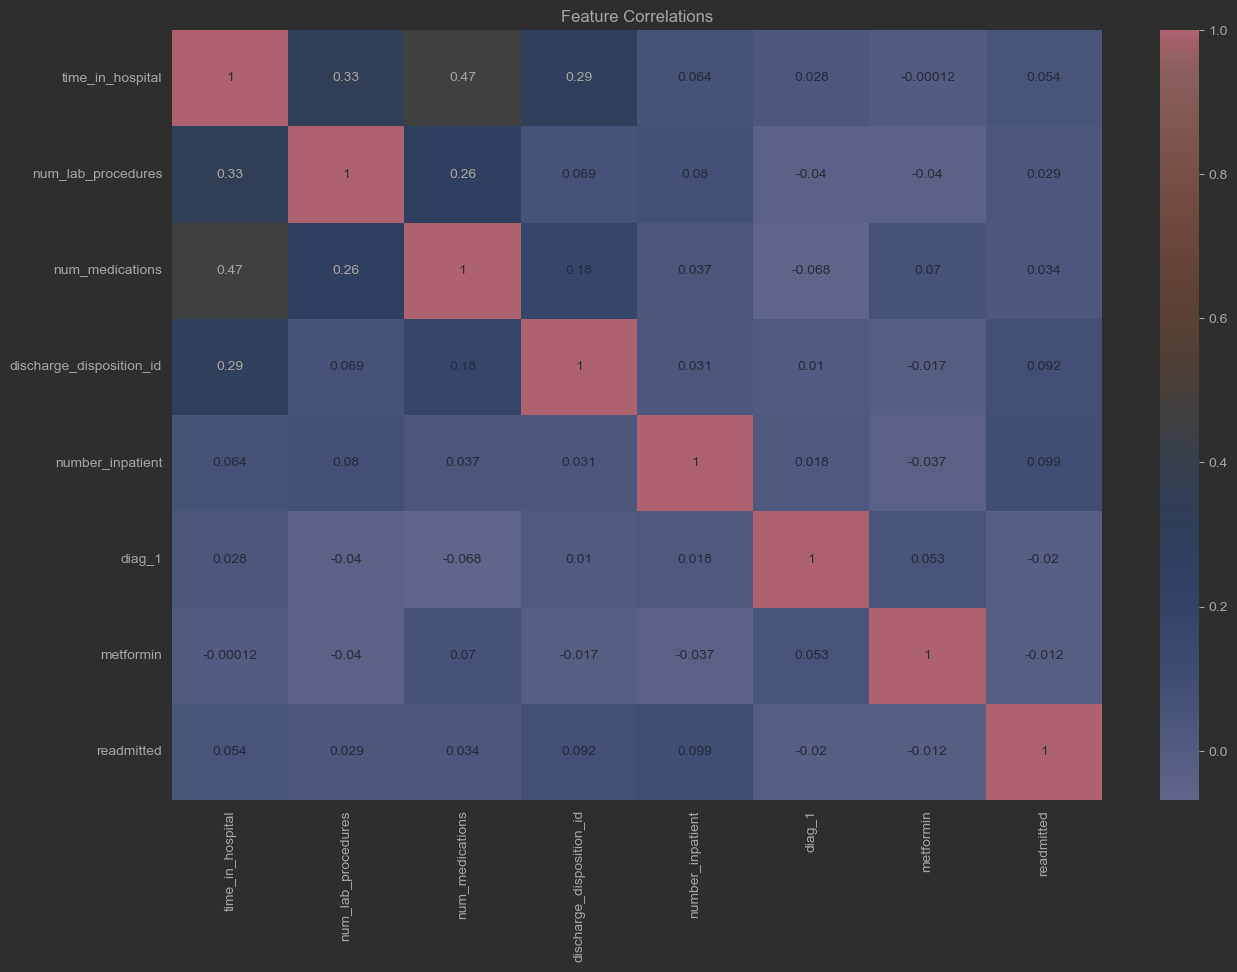 Feature Correlations
time_in_hospital 1 0.33 0.47 0.29 0.064 0.028 -0.00012 0.054
num_lab_procedures 0.33 1 0.26 0.069 0.08 -0.04 -0.04 0.029
num_medications 0.47 0.26 1 0.18 0.037 -0.068 0.07 0.034
discharge_disposition_id 0.29 0.069 0.18 1 0.031 0.01 -0.017 0.092
number_inpatient 0.064 0.08 0.037 0.031 1 0.018 -0.037 0.099
diag_1 0.028 -0.04 -0.068 0.01 0.018 1 0.053 -0.02
metformin -0.00012 -0.04 0.07 -0.017 -0.037 0.053 1 -0.012
readmitted 0.054 0.029 0.034 0.092 0.099 -0.02 -0.012 1
time_in_hospital
num_lab_procedures
num_medications
discharge_disposition_id
number_inpatient
diag_1
metformin
readmitted
1.0
0.8
0.6
0.4
0.2
0.0